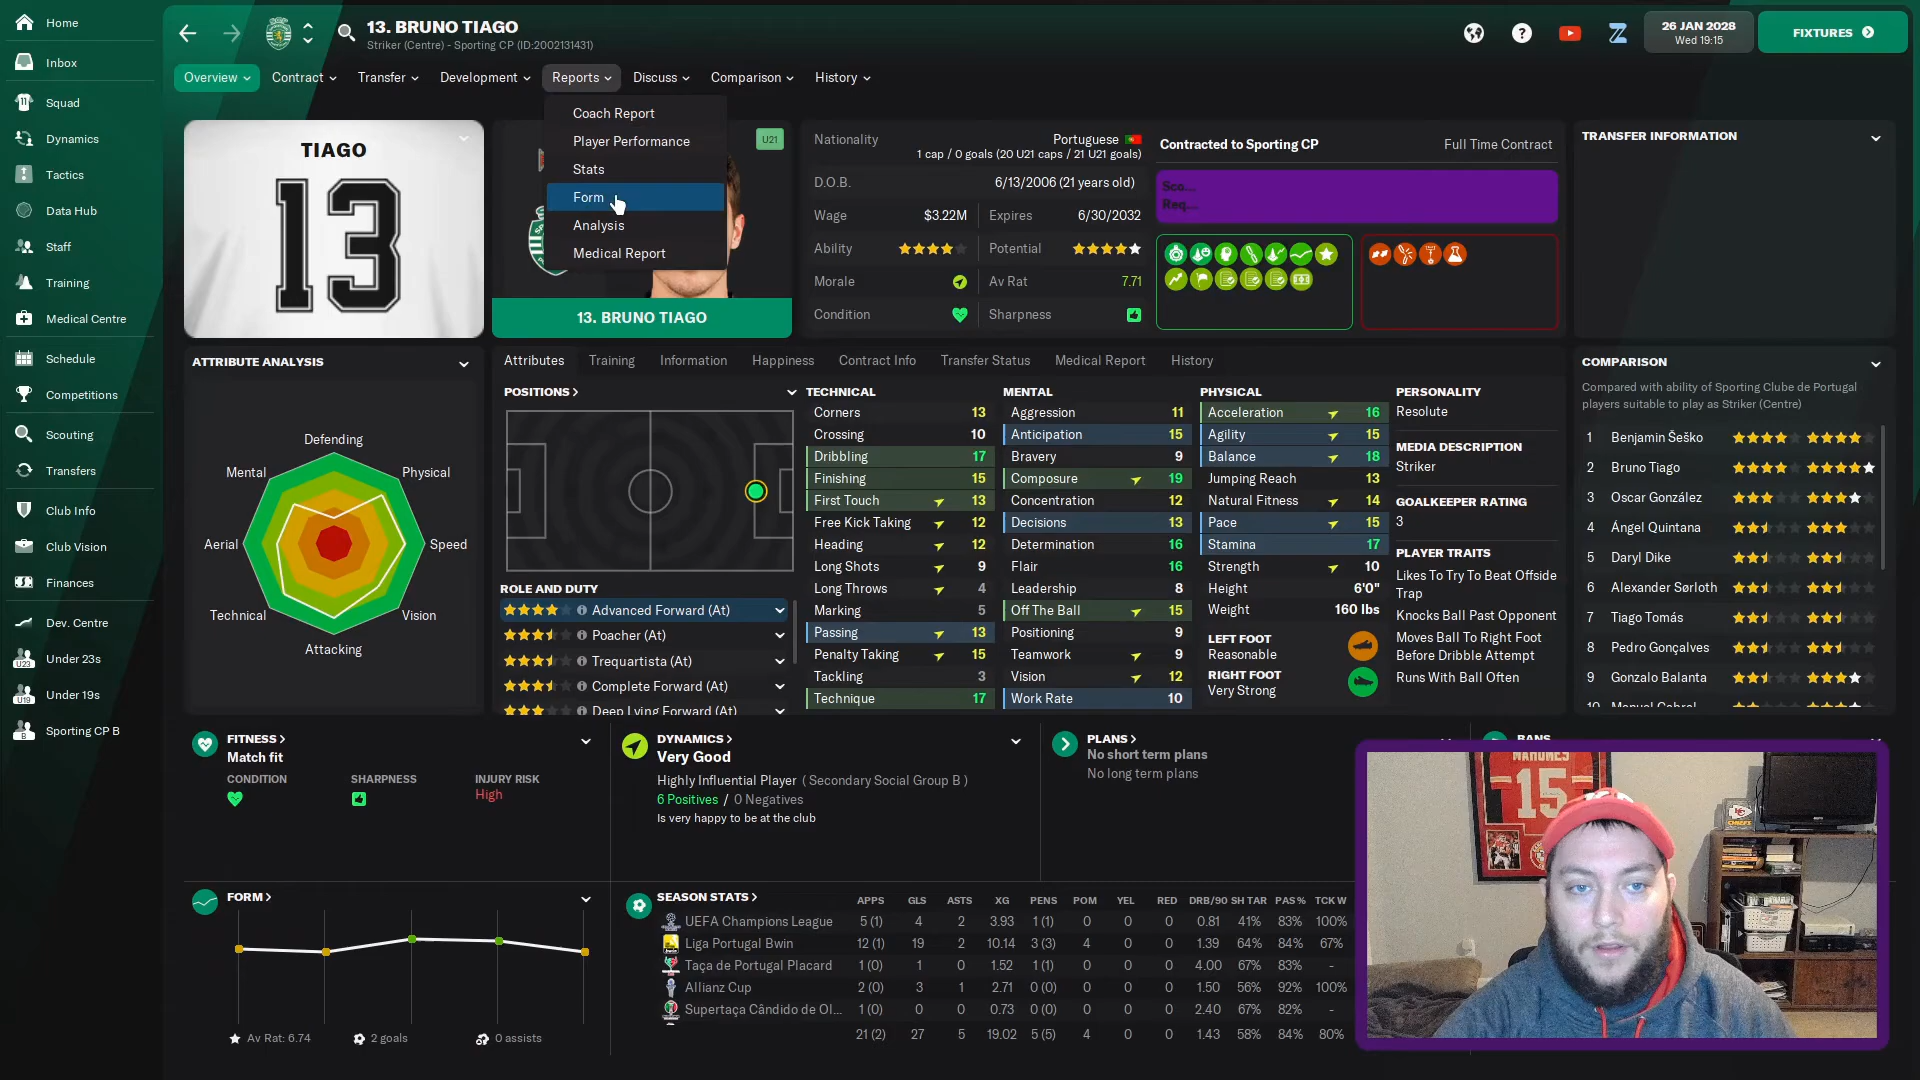 Home
Inbox
Squad
Dynamics
Tactics
Data Hub
Staff
Training
Medical Centre
Schedule
Competitions
Scouting
Transfers
Club Info
Club Vision
Finances
Dev. Centre
Under 23s
Under 19s
Sporting CP B
13. BRUNO TIAGO
Striker (Centre) - Sporting CP (ID:2002131431)
26 JAN 2028
Wed 19:15
FIXTURES
Overview Contract Transfer Development Reports Discuss Comparison History
Coach Report
Player Performance
Stats
Form
Analysis
Medical Report
TIAGO
13
U21
13. BRUNO TIAGO
Nationality Portuguese
1 cap / 0 goals (20 U21 caps / 21 U21 goals)
D.O.B. 6/13/2006 (21 years old)
Wage $3.22M Expires 6/30/2032
Ability Potential
Morale Av Rat 7.71
Condition Sharpness
Contracted to Sporting CP Full Time Contract
Sco...
Req...
TRANSFER INFORMATION
ATTRIBUTE ANALYSIS
Defending
Mental Physical
Aerial Speed
Technical Vision
Attacking
Attributes Training Information Happiness Contract Info Transfer Status Medical Report History
POSITIONS
ROLE AND DUTY
Advanced Forward (At)
Poacher (At)
Trequartista (At)
Complete Forward (At)
Deep Lying Forward (At)
TECHNICAL
Corners 13
Crossing 10
Dribbling 17
Finishing 15
First Touch 13
Free Kick Taking 12
Heading 12
Long Shots 9
Long Throws 4
Marking 5
Passing 13
Penalty Taking 15
Tackling 3
Technique 17
MENTAL
Aggression 11
Anticipation 15
Bravery 9
Composure 19
Concentration 12
Decisions 13
Determination 16
Flair 16
Leadership 8
Off The Ball 15
Positioning 9
Teamwork 9
Vision 12
Work Rate 10
PHYSICAL
Acceleration 16
Agility 15
Balance 18
Jumping Reach 13
Natural Fitness 14
Pace 15
Stamina 17
Strength 10
Height 6'0"
Weight 160 lbs
LEFT FOOT
Reasonable
RIGHT FOOT
Very Strong
PERSONALITY
Resolute
MEDIA DESCRIPTION
Striker
GOALKEEPER RATING
3
PLAYER TRAITS
Likes To Try To Beat Offside
Trap
Knocks Ball Past Opponent
Moves Ball To Right Foot
Before Dribble Attempt
Runs With Ball Often
COMPARISON
Compared with ability of Sporting Clube de Portugal
players suitable to play as Striker (Centre)
1 Benjamin Šeško
2 Bruno Tiago
3 Oscar González
4 Ángel Quintana
5 Daryl Dike
6 Alexander Sørloth
7 Tiago Tomás
8 Pedro Gonçalves
9 Gonzalo Balanta
10 Manuel Cabral
FITNESS
Match fit
CONDITION SHARPNESS INJURY RISK
High
DYNAMICS
Very Good
Highly Influential Player ( Secondary Social Group B )
6 Positives / 0 Negatives
Is very happy to be at the club
PLANS
No short term plans
No long term plans
BANS
FORM
Av Rat: 6.74 2 goals 0 assists
SEASON STATS APPS GLS ASTS XG PENS POM YEL RED DRB/90 SH TAR PAS % TCK W
UEFA Champions League 5 (1) 4 2 3.93 1 (1) 0 0 0 0.81 41% 83% 100%
Liga Portugal Bwin 12 (1) 19 2 10.14 3 (3) 4 0 0 1.39 64% 84% 67%
Taça de Portugal Placard 1 (0) 1 0 1.52 1 (1) 0 0 0 4.00 67% 83% -
Allianz Cup 2 (0) 3 1 2.71 0 (0) 0 0 0 1.50 56% 92% 100%
Supertaça Cândido de Ol... 1 (0) 0 0 0.73 0 (0) 0 0 0 2.40 67% 82% -
21 (2) 27 5 19.02 5 (5) 4 0 0 1.43 58% 84% 80%
MAHOMES
15
CHIEFS